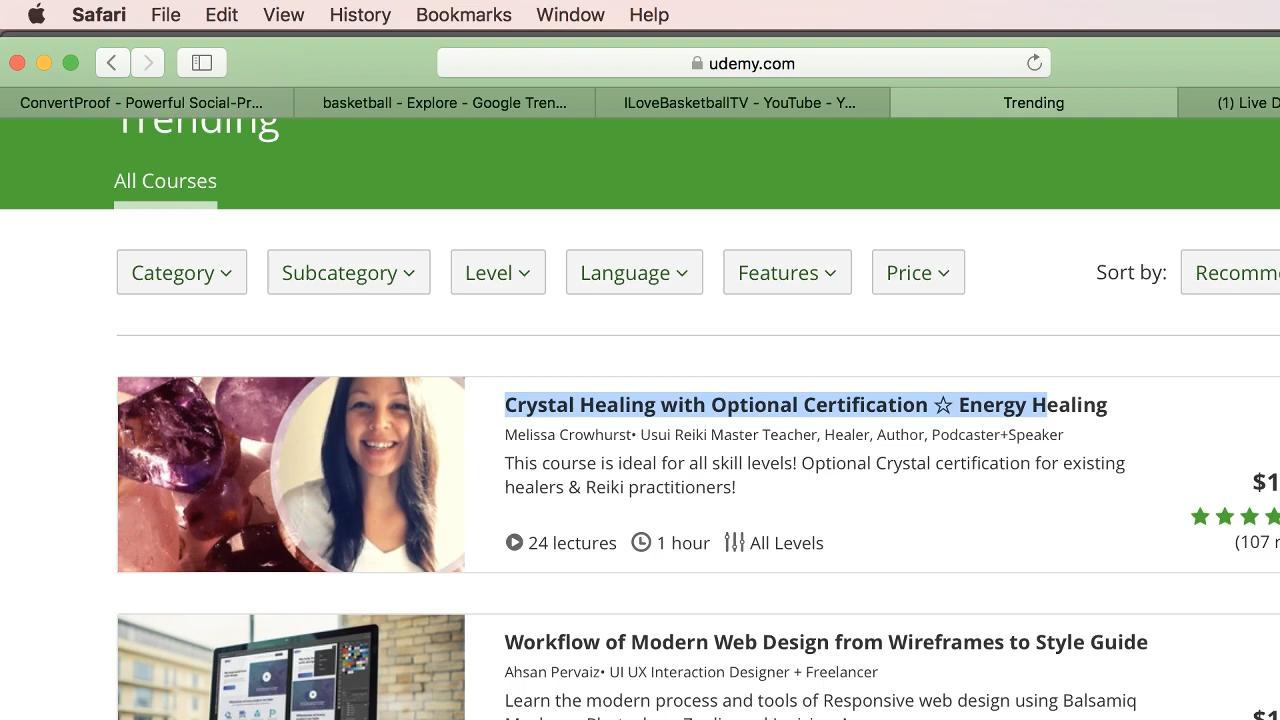 Safari File Edit View History Bookmarks Window Help
udemy.com
ConvertProof - Powerful Social-Pr... basketball - Explore - Google Tren... ILoveBasketballTV - YouTube - Y... Trending (1) Live D
Trending
All Courses
Category Subcategory Level Language Features Price Sort by: Recomme
Crystal Healing with Optional Certification ☆ Energy Healing
Melissa Crowhurst• Usui Reiki Master Teacher, Healer, Author, Podcaster+Speaker
This course is ideal for all skill levels! Optional Crystal certification for existing
healers & Reiki practitioners!
$1
(107 r
24 lectures 1 hour All Levels
Workflow of Modern Web Design from Wireframes to Style Guide
Ahsan Pervaiz• UI UX Interaction Designer + Freelancer
Learn the modern process and tools of Responsive web design using Balsamiq
$1